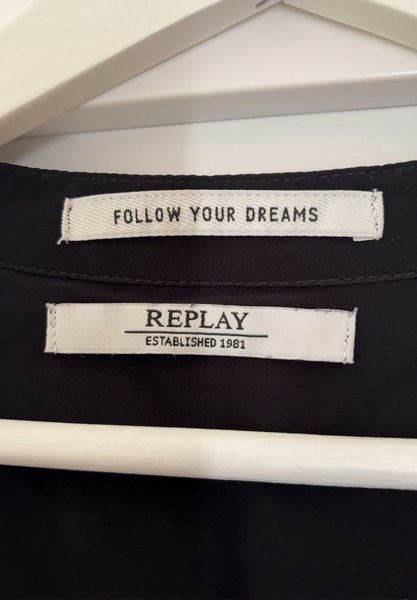 FOLLOW YOUR DREAMS
REPLAY
ESTABLISHED 1981